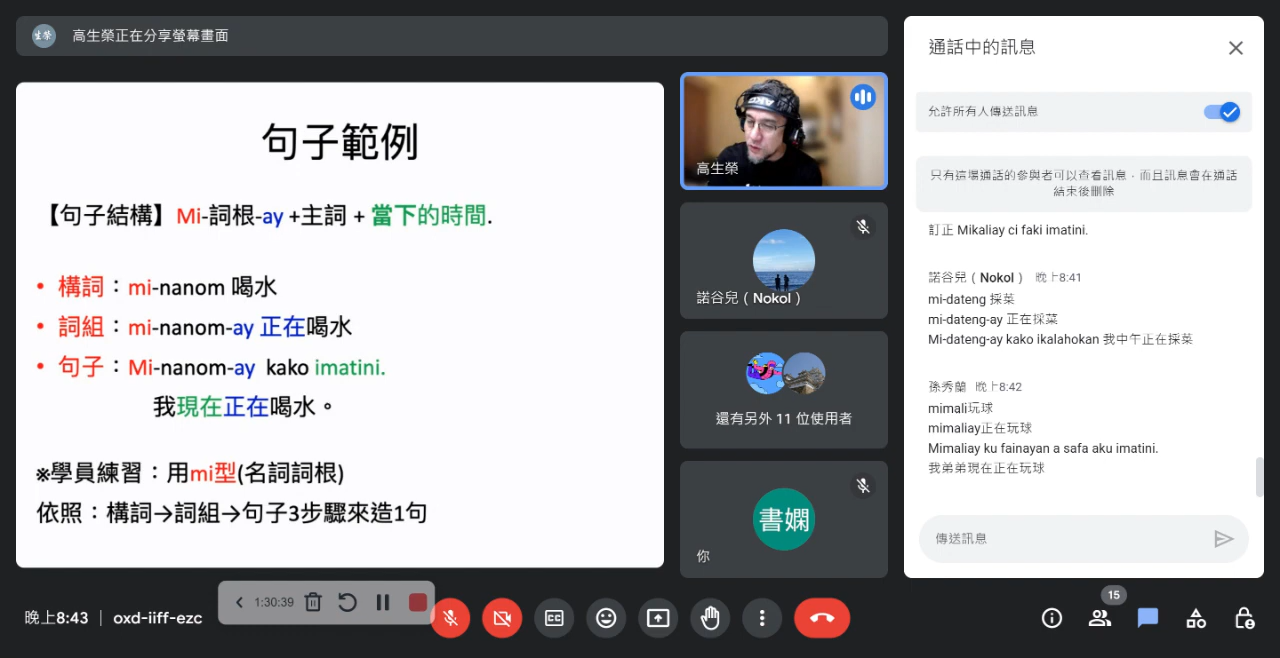 生榮
高生榮正在分享螢幕畫面
句子範例
【句子結構】Mi-詞根-ay +主詞 + 當下的時間.
• 構詞：mi-nanom 喝水
• 詞組：mi-nanom-ay 正在喝水
• 句子：Mi-nanom-ay kako imatini.
我現在正在喝水。
※學員練習：用mi型(名詞詞根)
依照：構詞→詞組→句子3步驟來造1句
高生榮
諾谷兒（Nokol）
還有另外 11 位使用者
書嫻
你
通話中的訊息
允許所有人傳送訊息
只有這場通話的參與者可以查看訊息，而且訊息會在通話
結束後刪除
訂正 Mikaliay ci faki imatini.
諾谷兒（Nokol） 晚上8:41
mi-dateng 採菜
mi-dateng-ay 正在採菜
Mi-dateng-ay kako ikalahokan 我中午正在採菜
孫秀蘭 晚上8:42
mimali玩球
mimaliay正在玩球
Mimaliay ku fainayan a safa aku imatini.
我弟弟現在正在玩球
傳送訊息
晚上8:43 | oxd-iiff-ezc
1:30:39
15